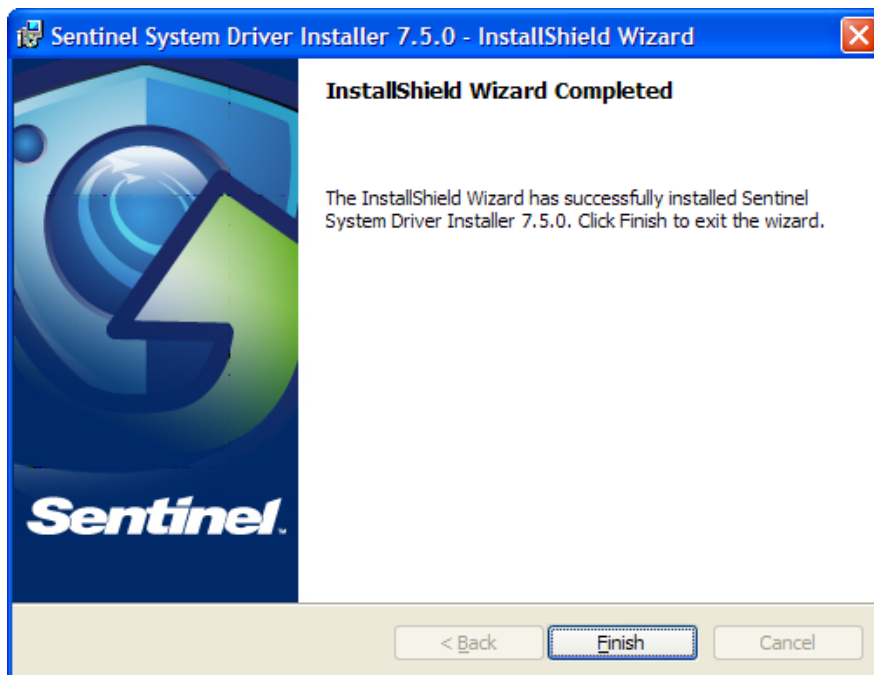 Sentinel System Driver Installer 7.5.0 - InstallShield Wizard
InstallShield Wizard Completed
The InstallShield Wizard has successfully installed Sentinel
System Driver Installer 7.5.0. Click Finish to exit the wizard.
Sentinel
< Back Finish Cancel